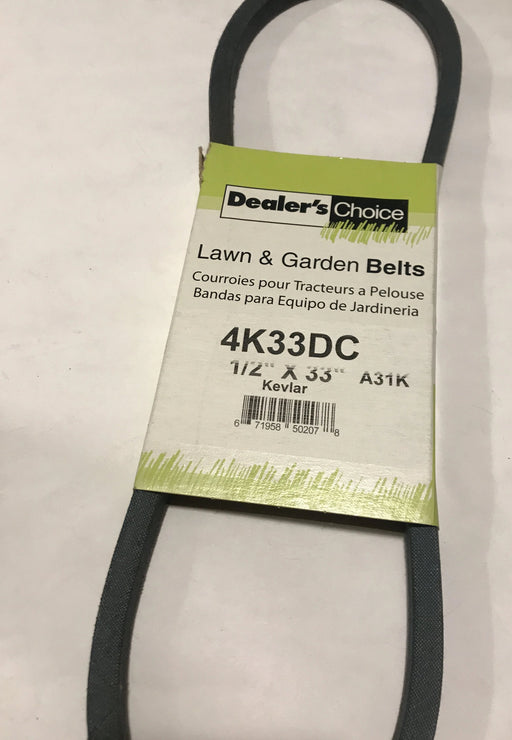 Dealer's Choice
Lawn & Garden Belts
Courroies pour Tracteurs a Pelouse
Bandas para Equipo de Jardineria
4K33DC
1/2" X 33" A31K
Kevlar
6 71958 50207 8